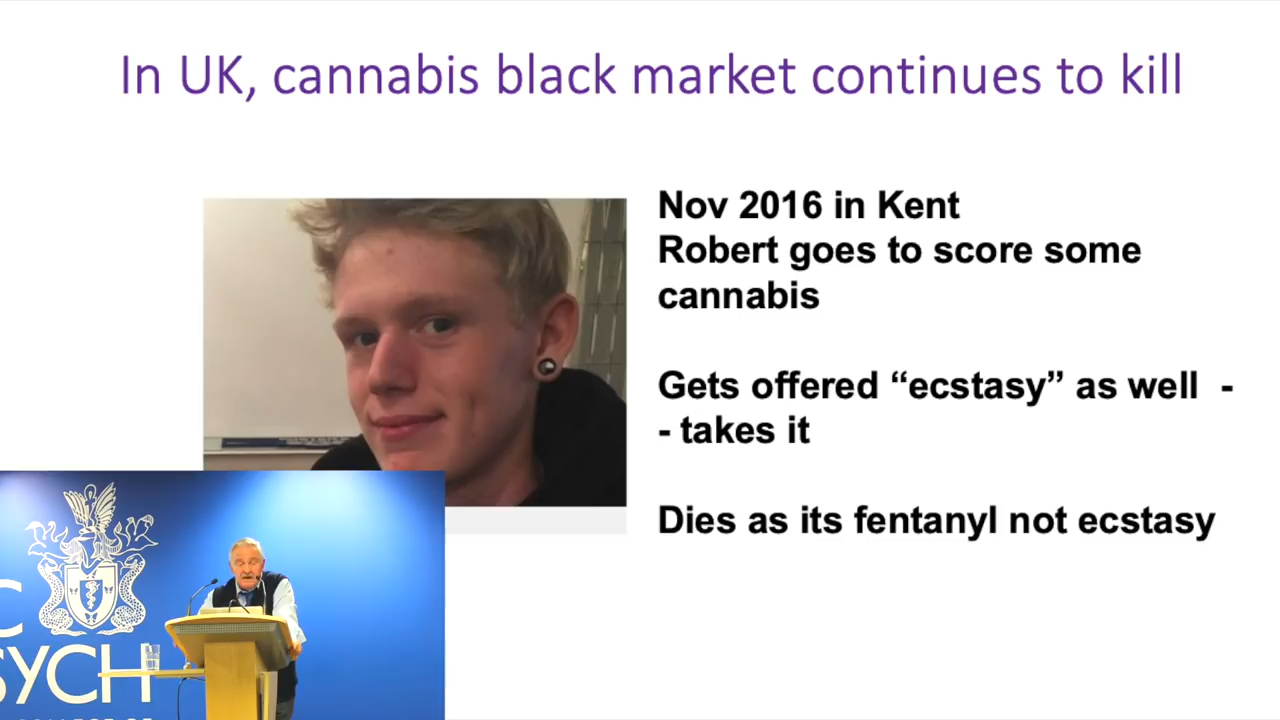 In UK, cannabis black market continues to kill
Nov 2016 in Kent
Robert goes to score some
cannabis
Gets offered “ecstasy” as well -
- takes it
Dies as its fentanyl not ecstasy
C
SYCH